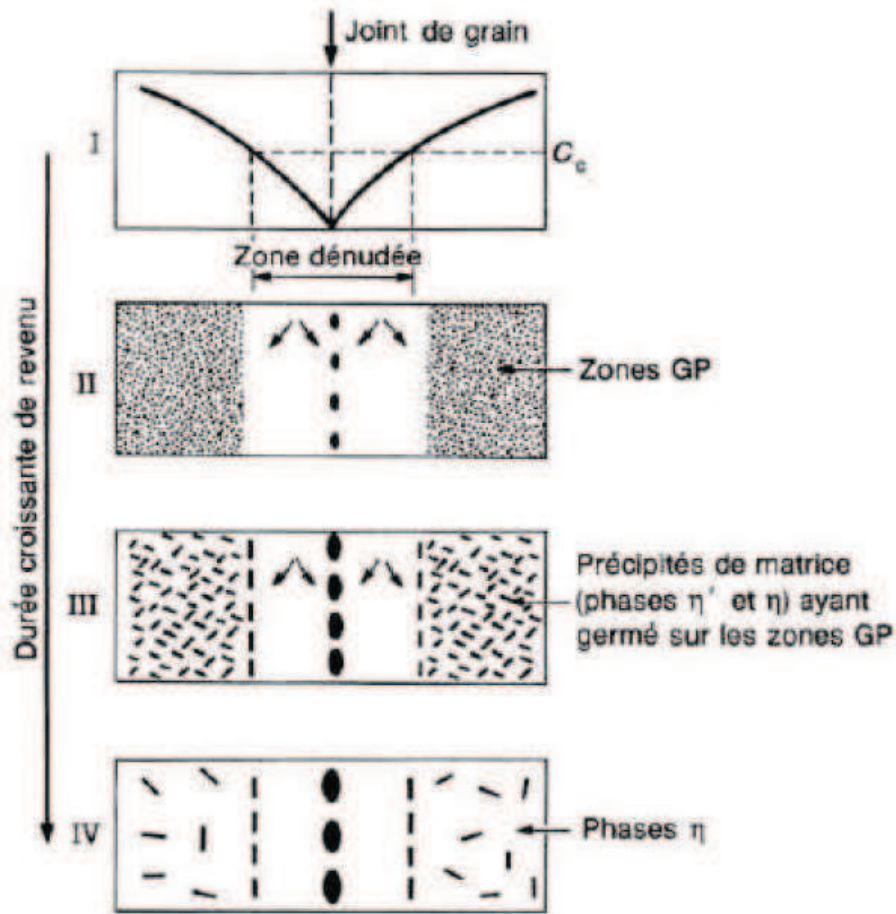 Joint de grain
I
C_c
Zone dénudée
Durée croissante de revenu
II
Zones GP
III
Précipités de matrice
(phases η' et η) ayant
germé sur les zones GP
IV
Phases η